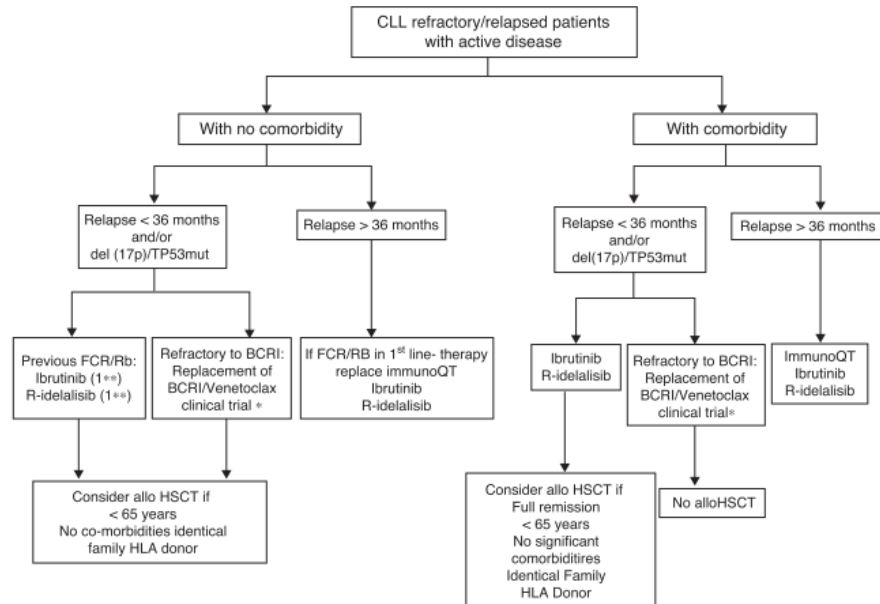 CLL refractory/relapsed patients
with active disease
With no comorbidity
With comorbidity
Relapse < 36 months
and/or
del (17p)/TP53mut
Relapse > 36 months
Relapse < 36 months
and/or
del(17p)/TP53mut
Relapse > 36 months
Previous FCR/Rb:
Ibrutinib (1**)
R-idelalisib (1**)
Refractory to BCRI:
Replacement of
BCRI/Venetoclax
clinical trial *
If FCR/RB in 1st line- therapy
replace immunoQT
Ibrutinib
R-idelalisib
Ibrutinib
R-idelalisib
Refractory to BCRI:
Replacement of
BCRI/Venetoclax
clinical trial*
ImmunoQT
Ibrutinib
R-idelalisib
Consider allo HSCT if
< 65 years
No co-morbidities identical
family HLA donor
Consider allo HSCT if
Full remission
< 65 years
No significant
comorbiditires
Identical Family
HLA Donor
No alloHSCT